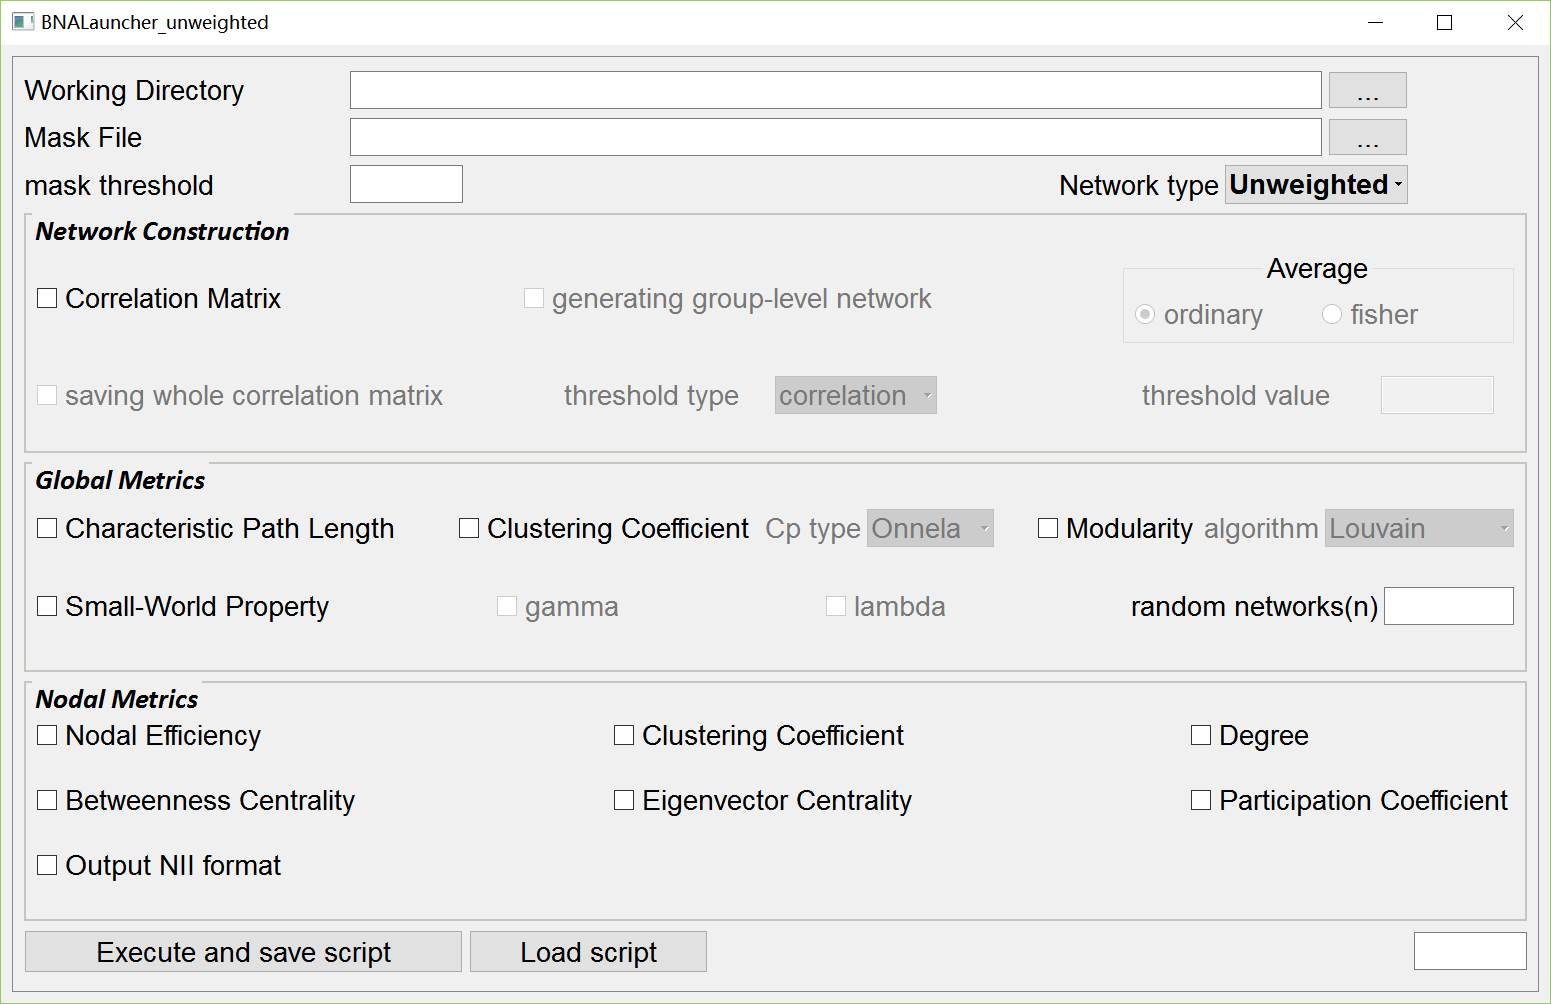 BNALauncher_unweighted
Working Directory ...
Mask File ...
mask threshold Network type Unweighted
Network Construction
Average
Correlation Matrix generating group-level network ordinary fisher
saving whole correlation matrix threshold type correlation threshold value
Global Metrics
Characteristic Path Length Clustering Coefficient Cp type Onnela Modularity algorithm Louvain
Small-World Property gamma lambda random networks(n)
Nodal Metrics
Nodal Efficiency Clustering Coefficient Degree
Betweenness Centrality Eigenvector Centrality Participation Coefficient
Output NII format
Execute and save script Load script